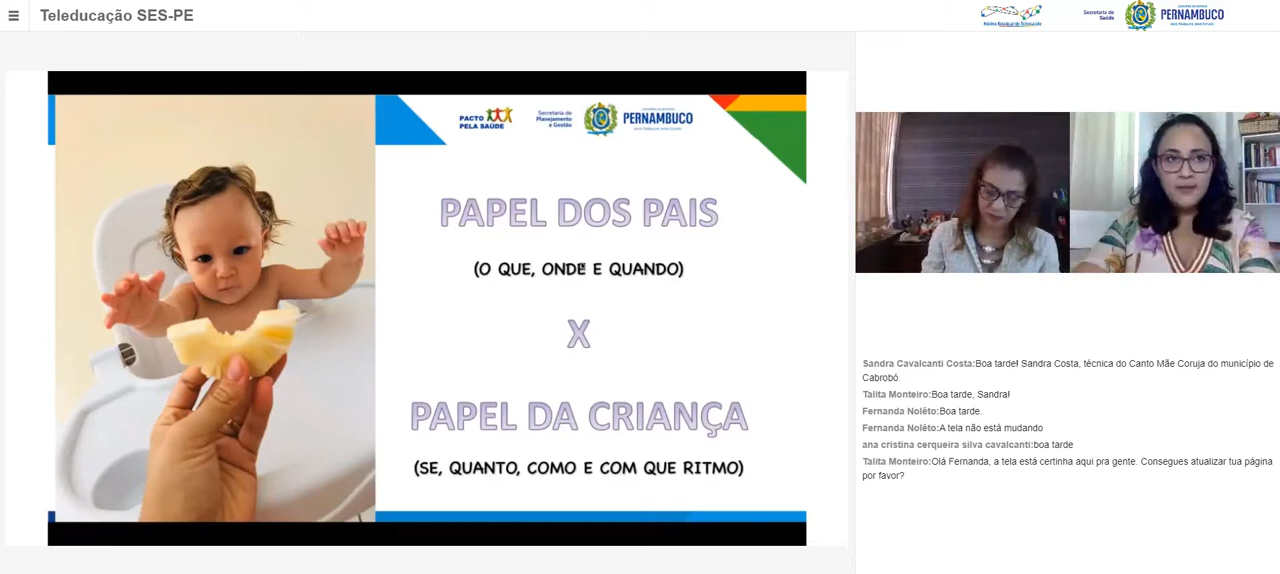 Teleducação SES-PE
Núcleo Estadual de Telessaúde
Secretaria de
Saúde
PERNAMBUCO
PACTO
PELA SAÚDE
Secretaria de
Planejamento
e Gestão
PERNAMBUCO
PAPEL DOS PAIS
(O QUE, ONDE E QUANDO)
X
PAPEL DA CRIANÇA
(SE, QUANTO, COMO E COM QUE RITMO)
Sandra Cavalcanti Costa:Boa tarde! Sandra Costa, técnica do Canto Mãe Coruja do município de
Cabrobó.
Talita Monteiro:Boa tarde, Sandra!
Fernanda Nolêto:Boa tarde.
Fernanda Nolêto:A tela não está mudando
ana cristina cerqueira silva cavalcanti:boa tarde
Talita Monteiro:Olá Fernanda, a tela está certinha aqui pra gente. Consegues atualizar tua página
por favor?